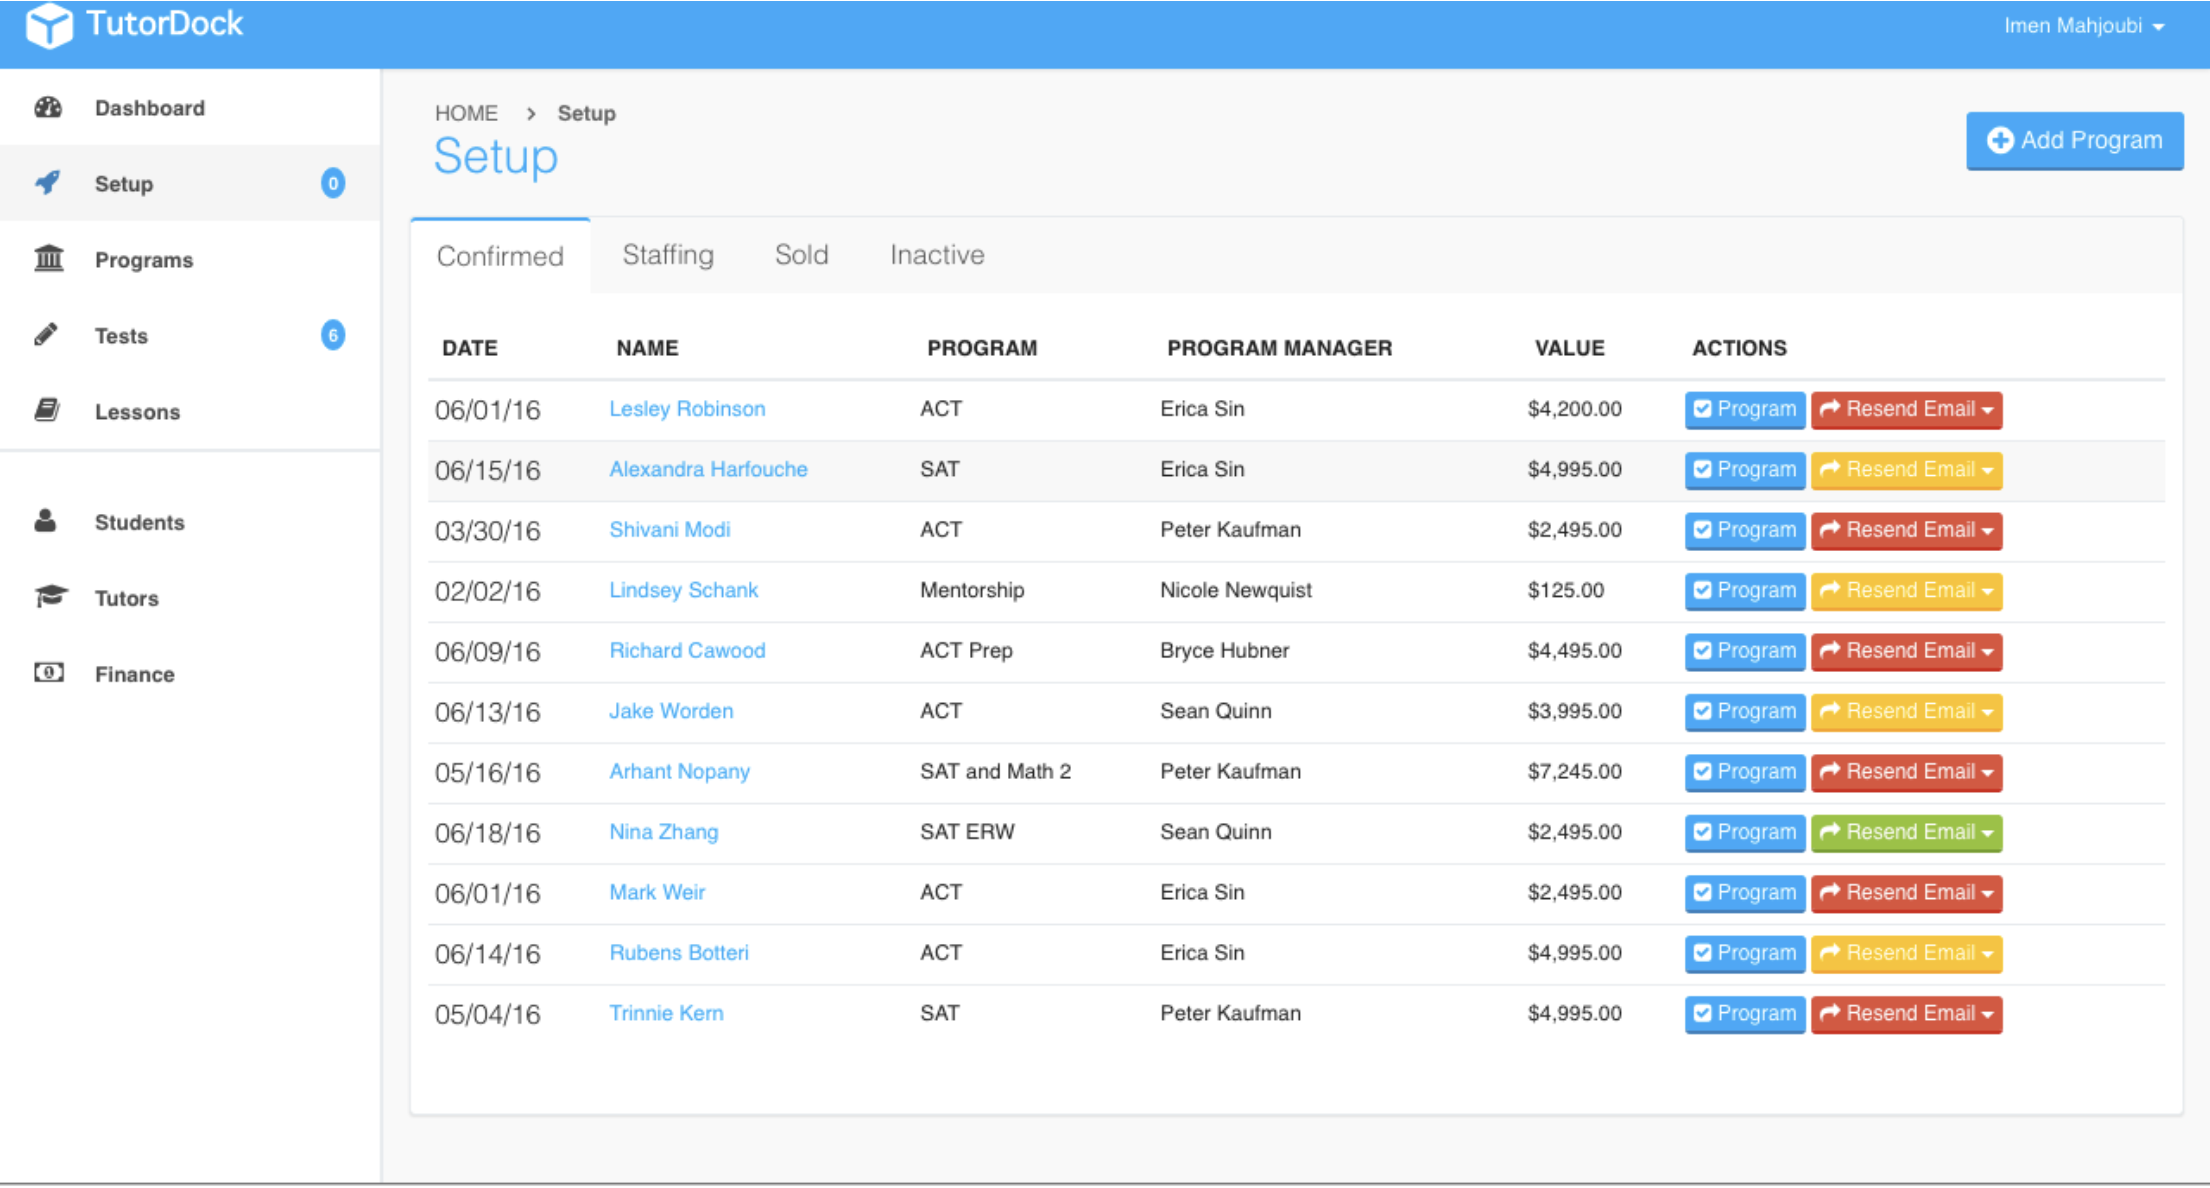 TutorDock
Imen Mahjoubi
Dashboard
Setup 0
Programs
Tests 6
Lessons
Students
Tutors
Finance
HOME > Setup
Setup
Add Program
Confirmed Staffing Sold Inactive
DATE NAME PROGRAM PROGRAM MANAGER VALUE ACTIONS
06/01/16 Lesley Robinson ACT Erica Sin $4,200.00 Program Resend Email
06/15/16 Alexandra Harfouche SAT Erica Sin $4,995.00 Program Resend Email
03/30/16 Shivani Modi ACT Peter Kaufman $2,495.00 Program Resend Email
02/02/16 Lindsey Schank Mentorship Nicole Newquist $125.00 Program Resend Email
06/09/16 Richard Cawood ACT Prep Bryce Hubner $4,495.00 Program Resend Email
06/13/16 Jake Worden ACT Sean Quinn $3,995.00 Program Resend Email
05/16/16 Arhant Nopany SAT and Math 2 Peter Kaufman $7,245.00 Program Resend Email
06/18/16 Nina Zhang SAT ERW Sean Quinn $2,495.00 Program Resend Email
06/01/16 Mark Weir ACT Erica Sin $2,495.00 Program Resend Email
06/14/16 Rubens Botteri ACT Erica Sin $4,995.00 Program Resend Email
05/04/16 Trinnie Kern SAT Peter Kaufman $4,995.00 Program Resend Email